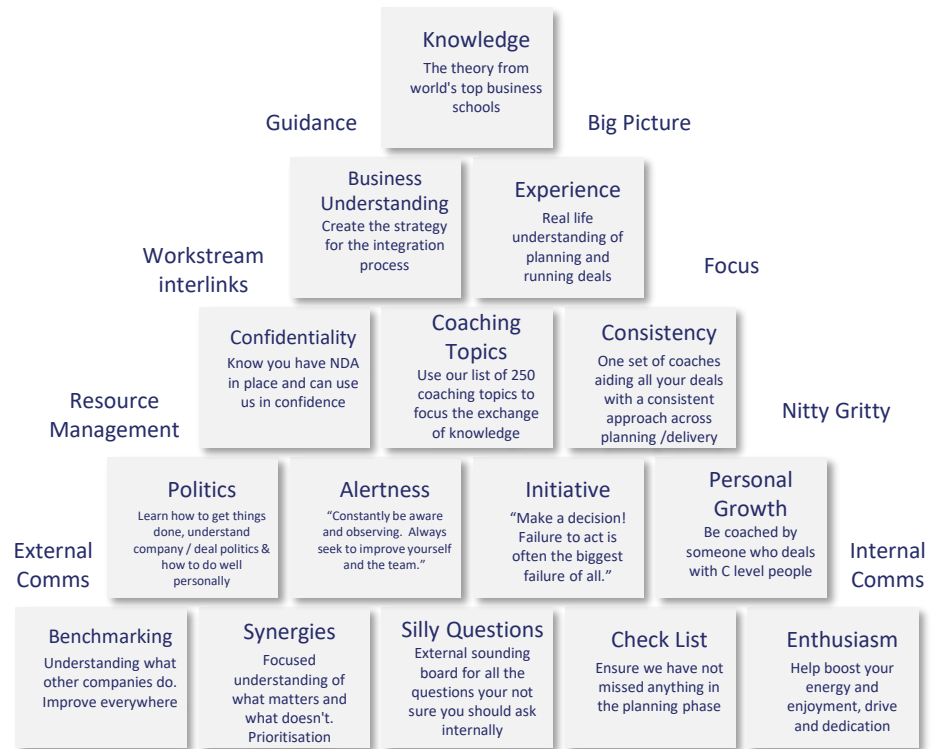 Knowledge
The theory from
world's top business
schools
Guidance
Big Picture
Business
Understanding
Create the strategy
for the integration
process
Experience
Real life
understanding of
planning and
running deals
Workstream
interlinks
Focus
Confidentiality
Know you have NDA
in place and can use
us in confidence
Coaching
Topics
Use our list of 250
coaching topics to
focus the exchange
of knowledge
Consistency
One set of coaches
aiding all your deals
with a consistent
approach across
planning /delivery
Resource
Management
Nitty Gritty
Politics
Learn how to get things
done, understand
company / deal politics &
how to do well
personally
Alertness
“Constantly be aware
and observing.  Always
seek to improve yourself
and the team.”
Initiative
“Make a decision!
Failure to act is
often the biggest
failure of all.”
Personal
Growth
Be coached by
someone who deals
with C level people
External
Comms
Internal
Comms
Benchmarking
Understanding what
other companies do.
Improve everywhere
Synergies
Focused
understanding of
what matters and
what doesn't.
Prioritisation
Silly Questions
External sounding
board for all the
questions your not
sure you should ask
internally
Check List
Ensure we have not
missed anything in
the planning phase
Enthusiasm
Help boost your
energy and
enjoyment, drive
and dedication